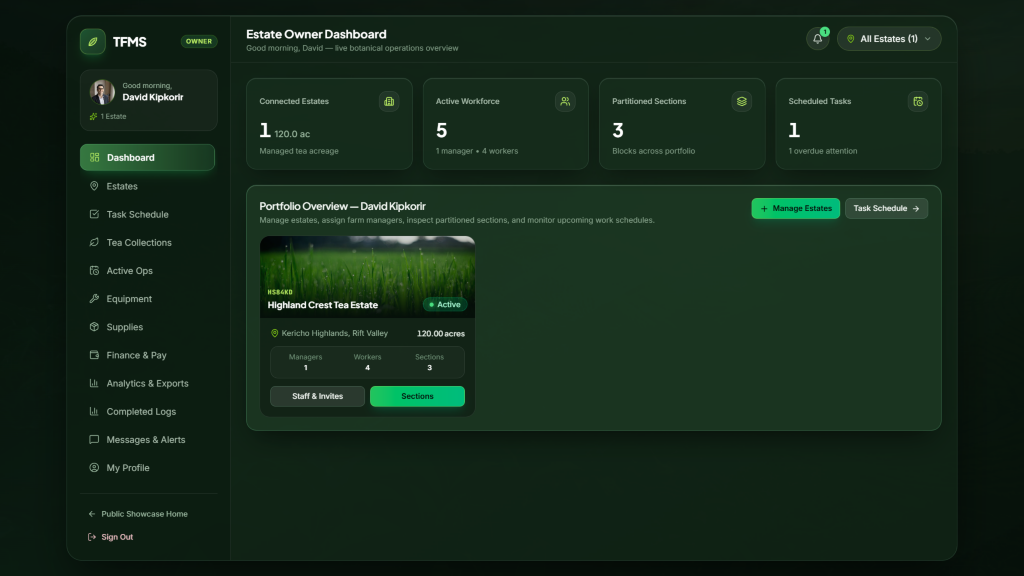 TFMS
OWNER
Good morning,
David Kipkorir
1 Estate
Dashboard
Estates
Task Schedule
Tea Collections
Active Ops
Equipment
Supplies
Finance & Pay
Analytics & Exports
Completed Logs
Messages & Alerts
My Profile
Public Showcase Home
Sign Out
Estate Owner Dashboard
Good morning, David — live botanical operations overview
1
All Estates (1)
Connected Estates
1 120.0 ac
Managed tea acreage
Active Workforce
5
1 manager • 4 workers
Partitioned Sections
3
Blocks across portfolio
Scheduled Tasks
1
1 overdue attention
Portfolio Overview — David Kipkorir
Manage estates, assign farm managers, inspect partitioned sections, and monitor upcoming work schedules.
+ Manage Estates
Task Schedule →
HS84KD
Highland Crest Tea Estate
Active
Kericho Highlands, Rift Valley
120.00 acres
Managers Workers Sections
1 4 3
Staff & Invites
Sections